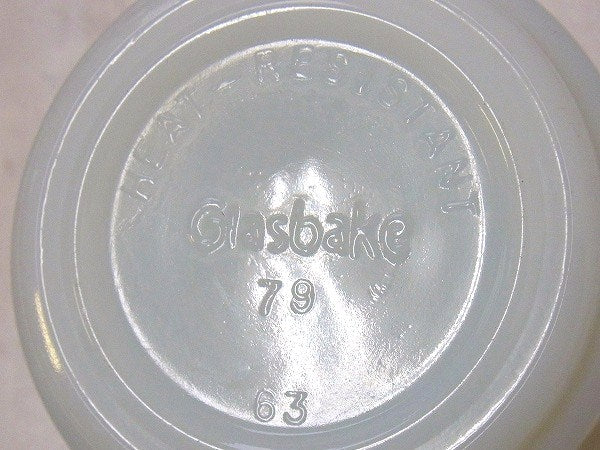 HEAT-RESISTANT
Glasbake
79
63